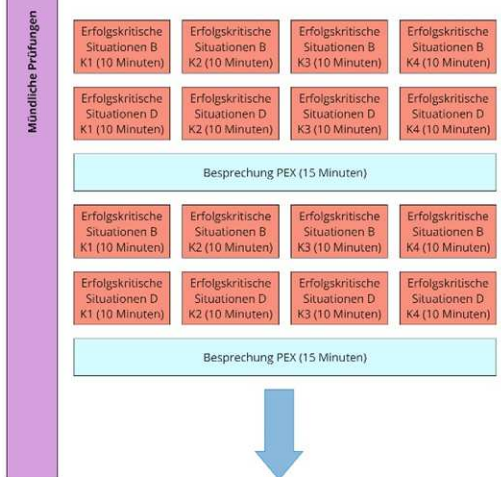 Mündliche Prüfungen
Erfolgskritische
Situationen B
K1 (10 Minuten)
Erfolgskritische
Situationen B
K2 (10 Minuten)
Erfolgskritische
Situationen B
K3 (10 Minuten)
Erfolgskritische
Situationen B
K4 (10 Minuten)
Erfolgskritische
Situationen D
K1 (10 Minuten)
Erfolgskritische
Situationen D
K2 (10 Minuten)
Erfolgskritische
Situationen D
K3 (10 Minuten)
Erfolgskritische
Situationen D
K4 (10 Minuten)
Besprechung PEX (15 Minuten)
Erfolgskritische
Situationen B
K1 (10 Minuten)
Erfolgskritische
Situationen B
K2 (10 Minuten)
Erfolgskritische
Situationen B
K3 (10 Minuten)
Erfolgskritische
Situationen B
K4 (10 Minuten)
Erfolgskritische
Situationen D
K1 (10 Minuten)
Erfolgskritische
Situationen D
K2 (10 Minuten)
Erfolgskritische
Situationen D
K3 (10 Minuten)
Erfolgskritische
Situationen D
K4 (10 Minuten)
Besprechung PEX (15 Minuten)